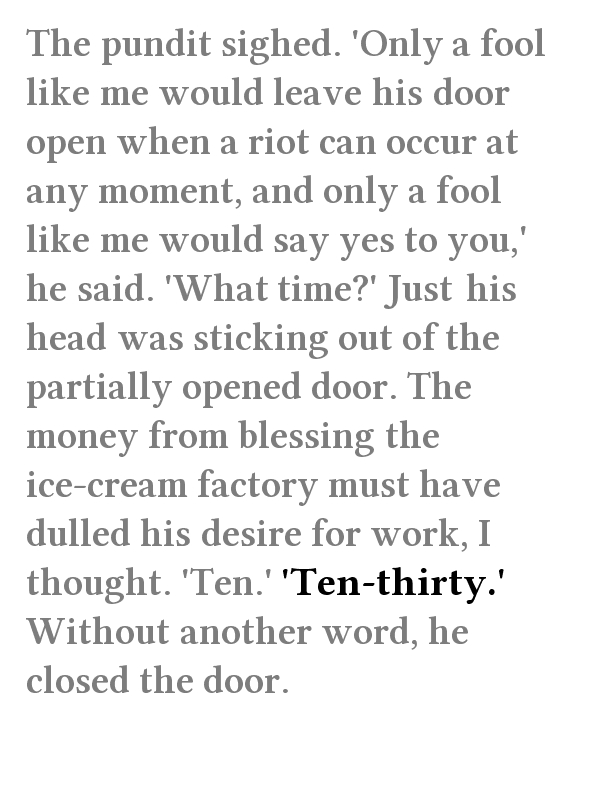 The pundit sighed. 'Only a fool
like me would leave his door
open when a riot can occur at
any moment, and only a fool
like me would say yes to you,'
he said. 'What time?' Just his
head was sticking out of the
partially opened door. The
money from blessing the
ice-cream factory must have
dulled his desire for work, I
thought. 'Ten.' 'Ten-thirty.'
Without another word, he
closed the door.